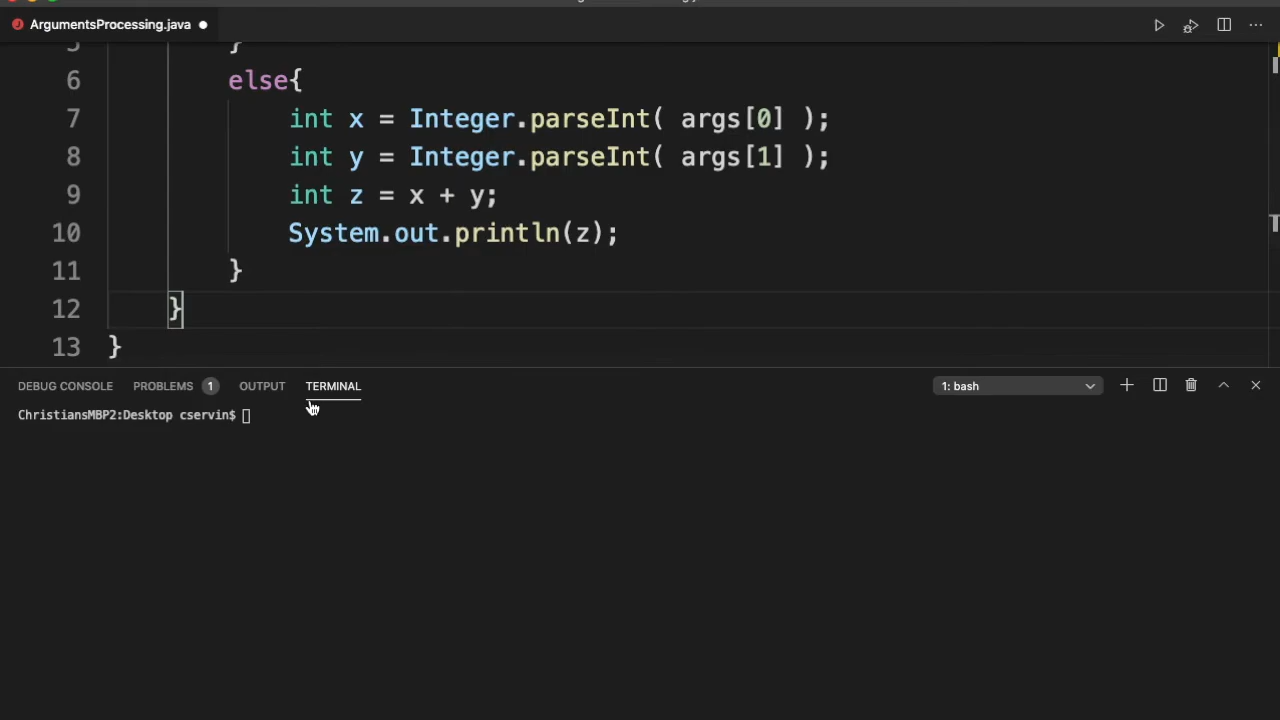 ArgumentsProcessing.java
5 }
6 else{
7 int x = Integer.parseInt( args[0] );
8 int y = Integer.parseInt( args[1] );
9 int z = x + y;
10 System.out.println(z);
11 }
12 }
13 }
DEBUG CONSOLE PROBLEMS 1 OUTPUT TERMINAL 1: bash
ChristiansMBP2:Desktop cservin$